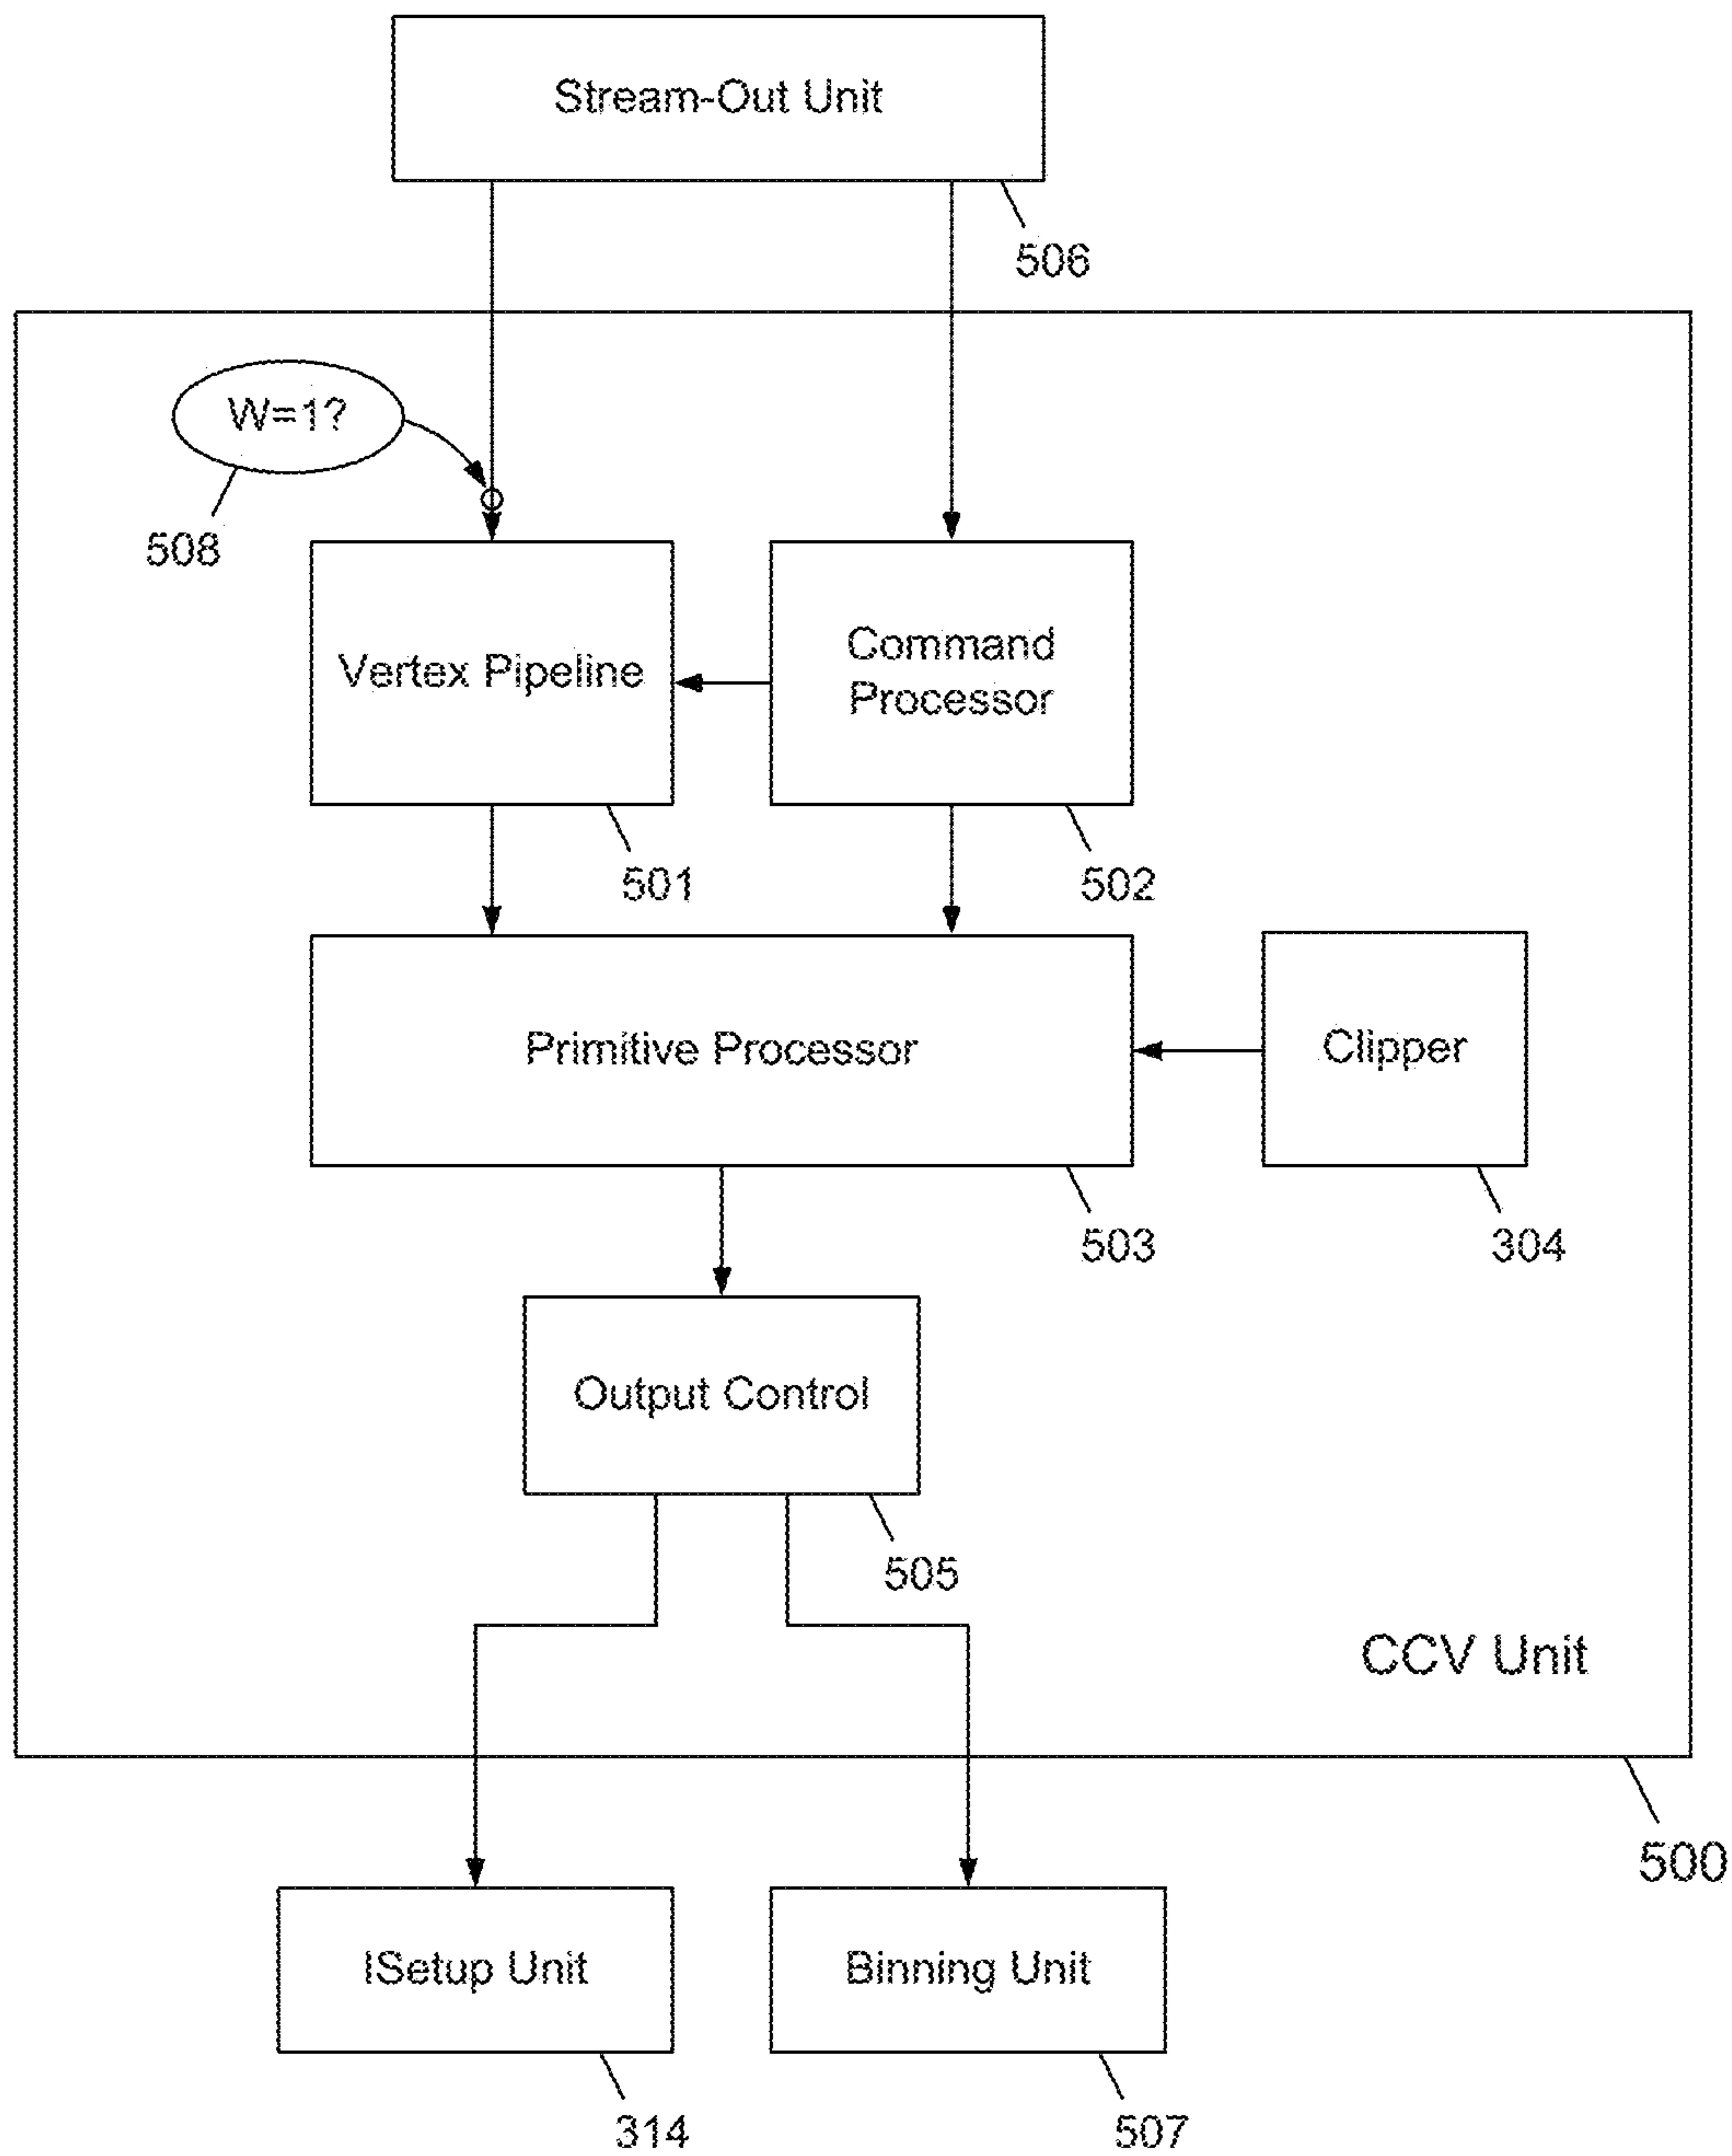 Stream-Out Unit
506
W=1?
508
Vertex Pipeline
Command
Processor
501
502
Primitive Processor
Clipper
503
304
Output Control
505
CCV Unit
500
ISetup Unit
Binning Unit
314
507